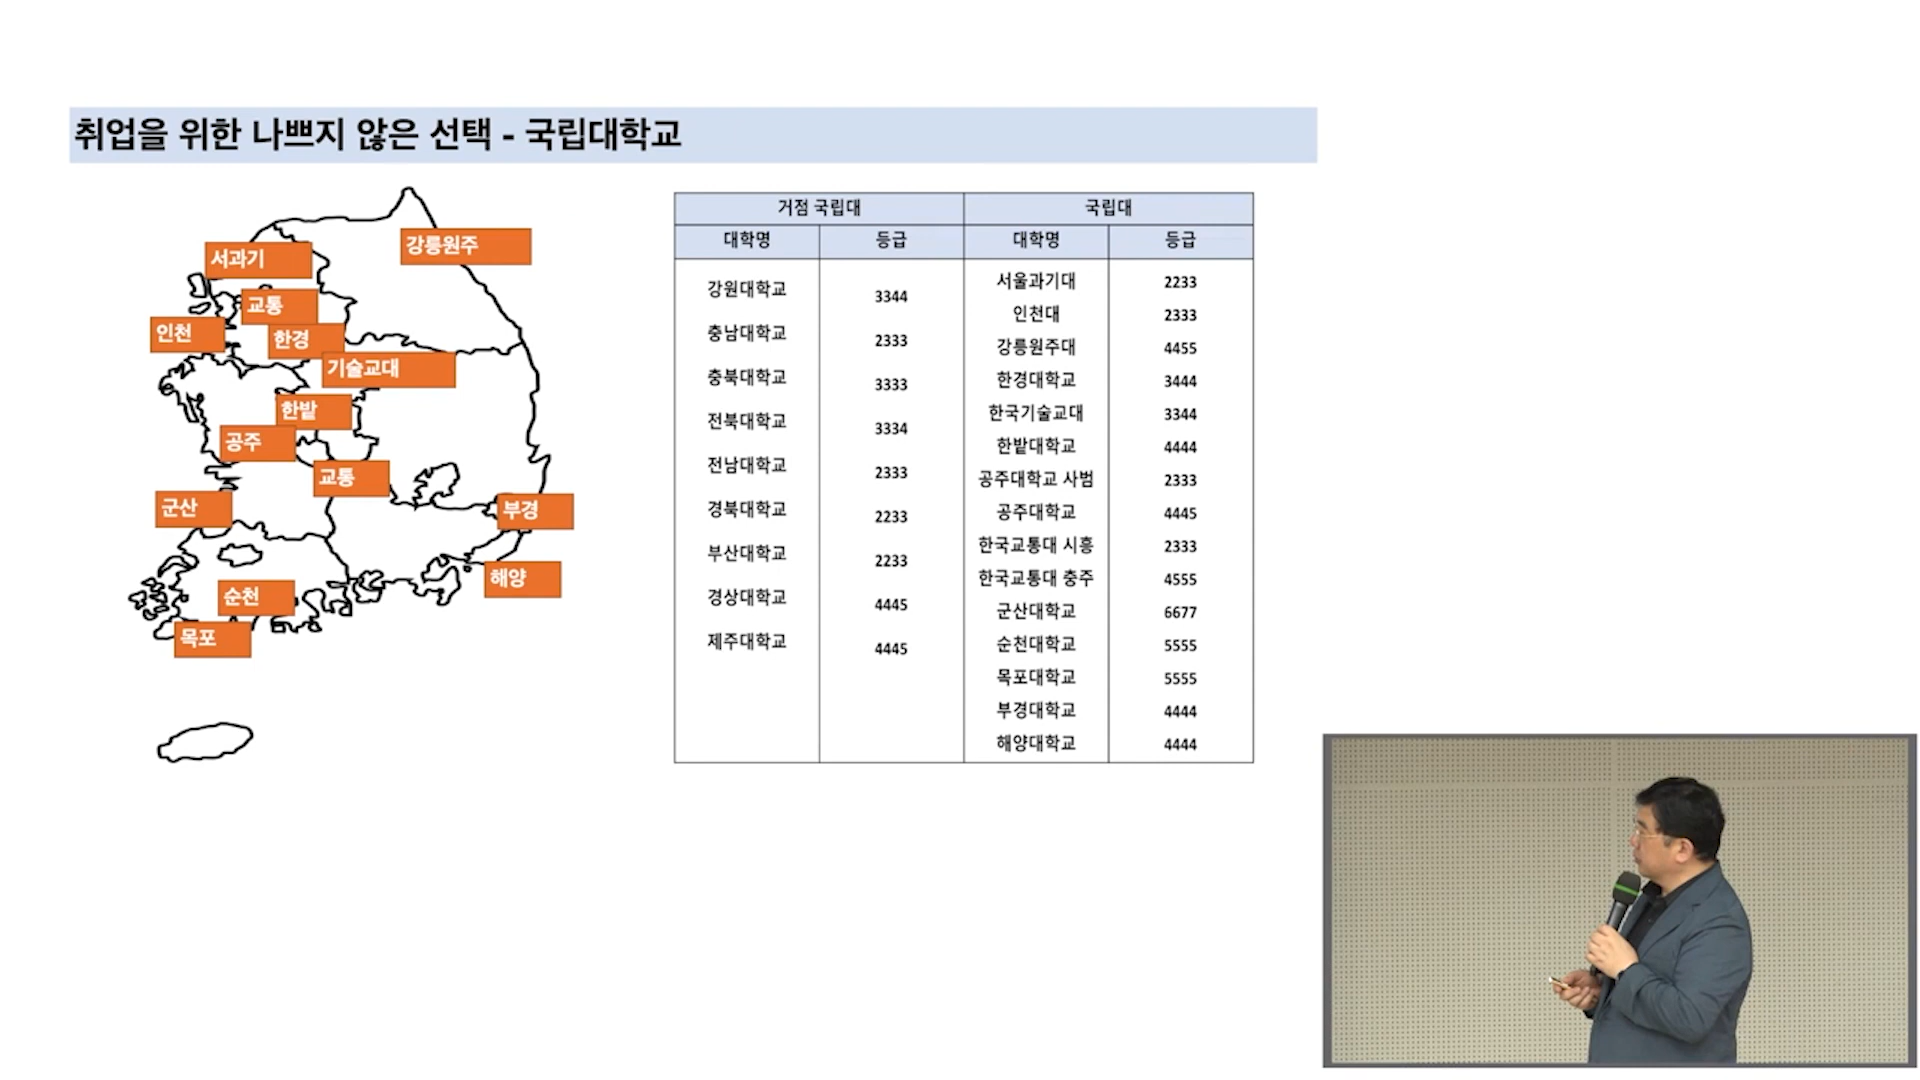 취업을 위한 나쁘지 않은 선택 - 국립대학교
서과기
강릉원주
교통
인천
한경
기술교대
한밭
공주
교통
군산
부경
해양
순천
목포
거점 국립대 국립대
대학명 등급 대학명 등급
강원대학교 3344
충남대학교 2333
충북대학교 3333
전북대학교 3334
전남대학교 2333
경북대학교 2233
부산대학교 2233
경상대학교 4445
제주대학교 4445
서울과기대 2233
인천대 2333
강릉원주대 4455
한경대학교 3444
한국기술교대 3344
한밭대학교 4444
공주대학교 사범 2333
공주대학교 4445
한국교통대 시흥 2333
한국교통대 충주 4555
군산대학교 6677
순천대학교 5555
목포대학교 5555
부경대학교 4444
해양대학교 4444